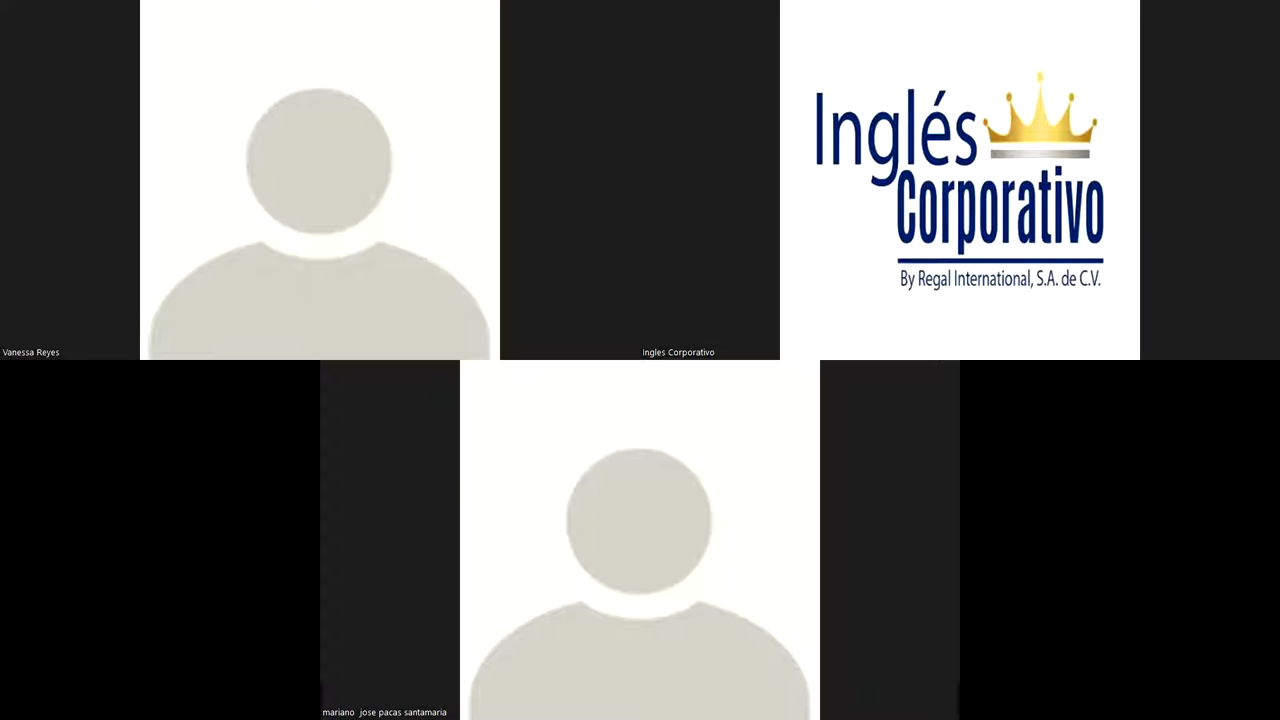 Inglés
Corporativo
By Regal International, S.A. de C.V.
Vanessa Reyes
Ingles Corporativo
mariano jose pacas santamaria